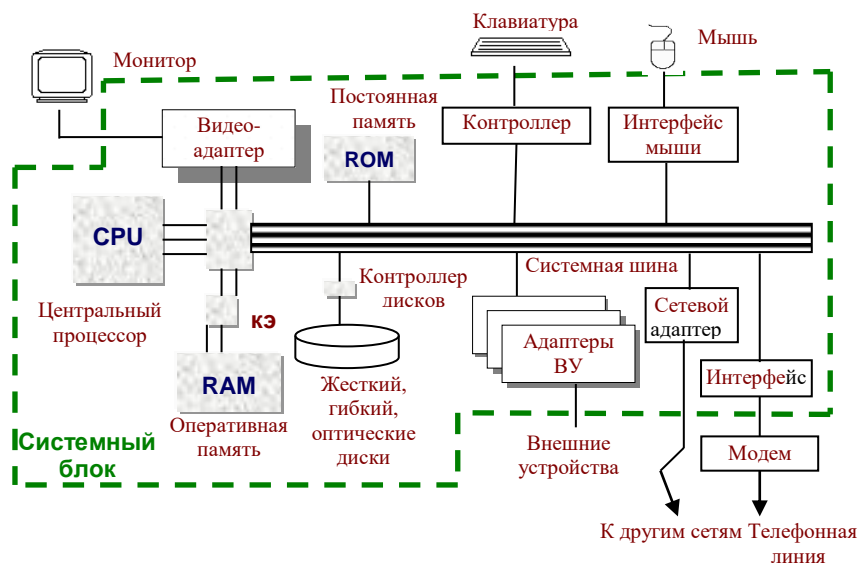 Клавиатура
Мышь
Монитор
Постоянная
память
Видео-
адаптер
Контроллер
Интерфейс
мыши
ROM
CPU
Системная шина
Центральный
процессор
Контроллер
дисков
кэ
Сетевой
адаптер
Адаптеры
ВУ
RAM
Жесткий,
гибкий,
оптические
диски
Интерфейс
Оперативная
память
Системный
блок
Внешние
устройства
Модем
К другим сетям
Телефонная
линия